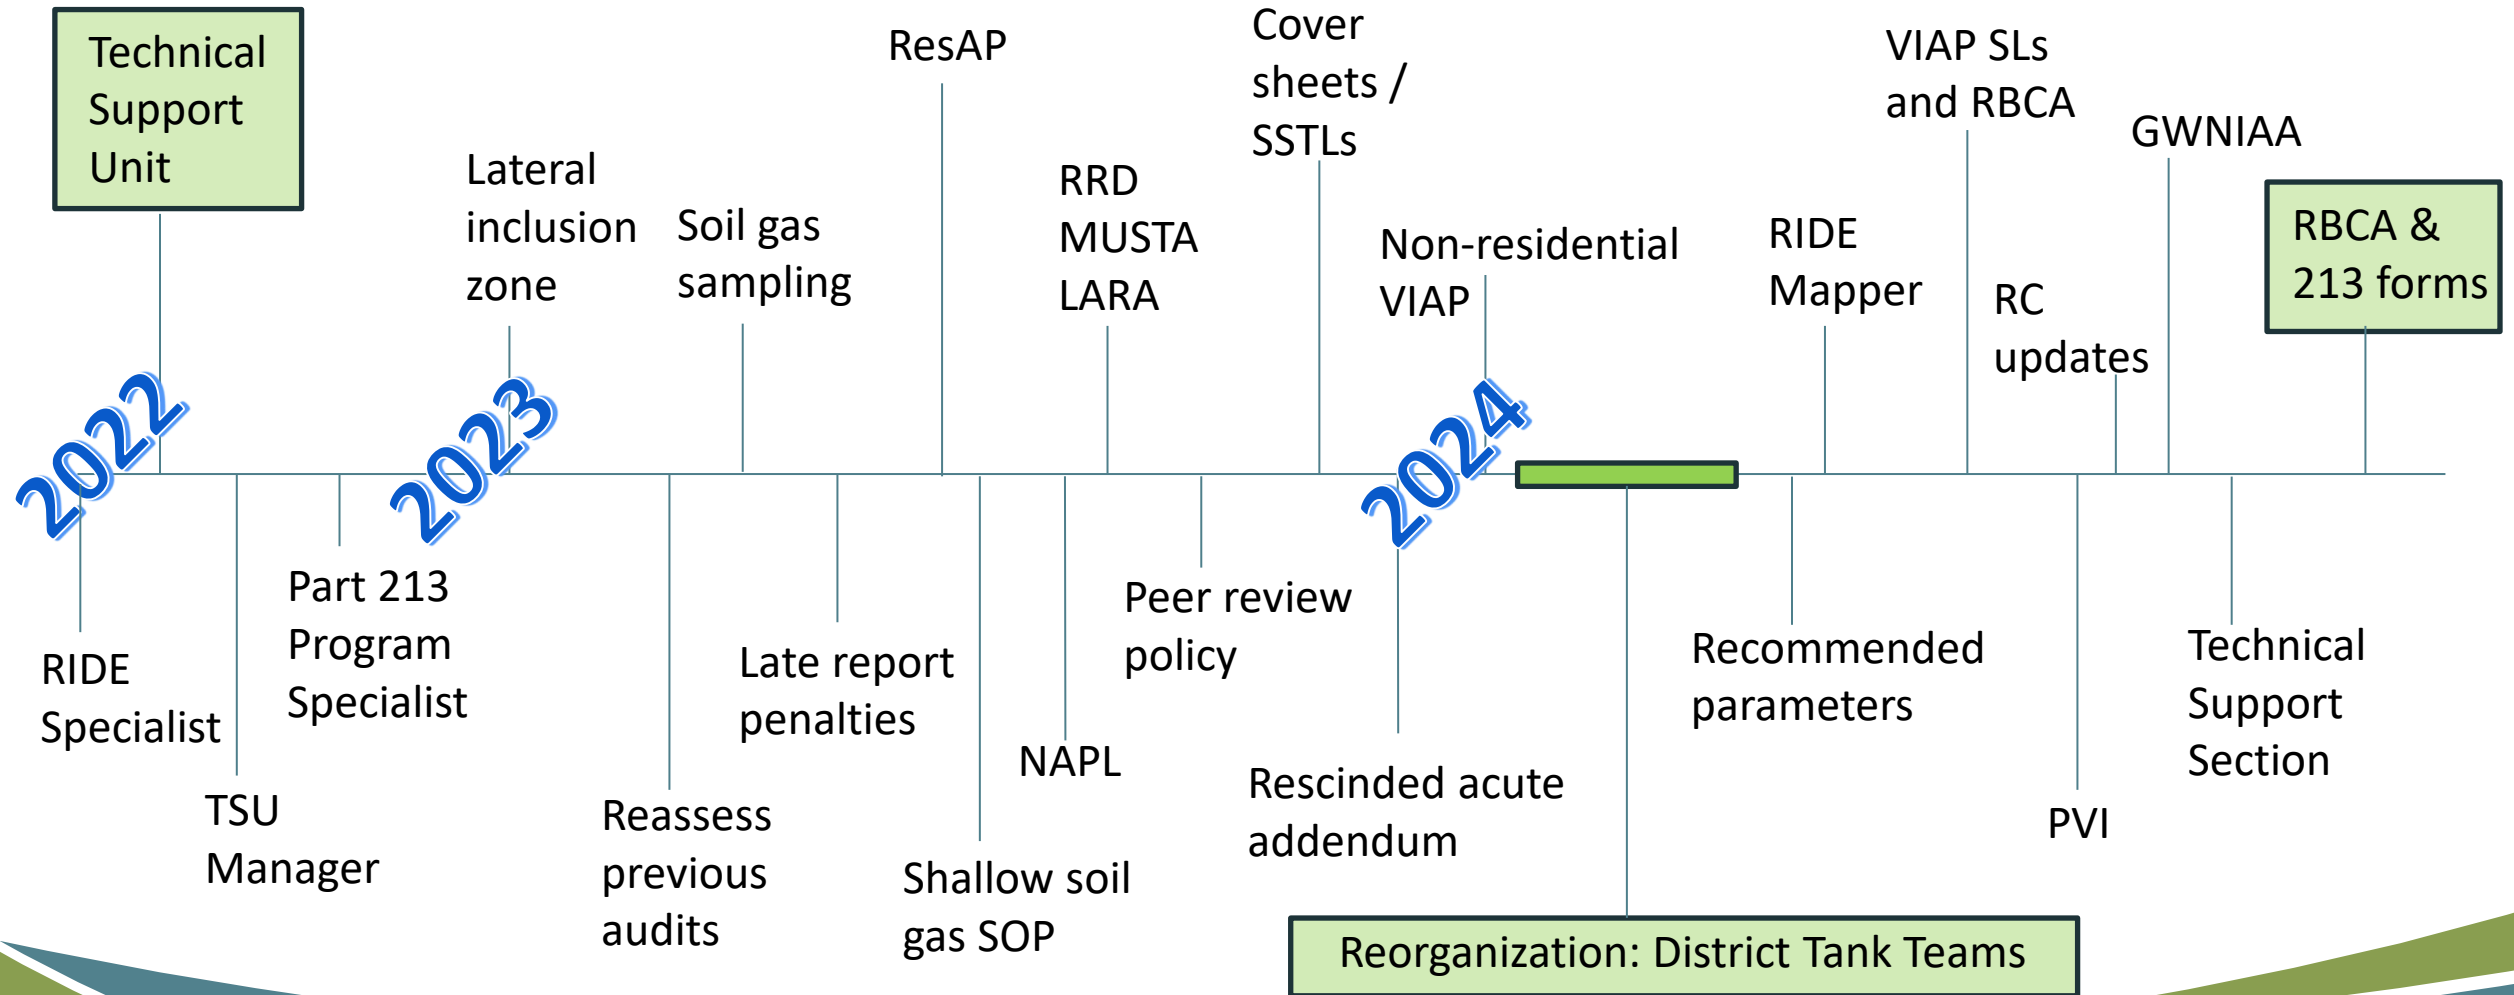 Technical
Support
Unit
Lateral
inclusion
zone
Soil gas
sampling
ResAP
RRD
MUSTA
LARA
Cover
sheets /
SSTLs
Non-residential
VIAP
RIDE
Mapper
VIAP SLs
and RBCA
RC
updates
GWNIAA
RBCA &
213 forms
2022
2023
2024
RIDE
Specialist
TSU
Manager
Part 213
Program
Specialist
Reassess
previous
audits
Late report
penalties
Shallow soil
gas SOP
NAPL
Peer review
policy
Rescinded acute
addendum
Reorganization: District Tank Teams
Recommended
parameters
PVI
Technical
Support
Section